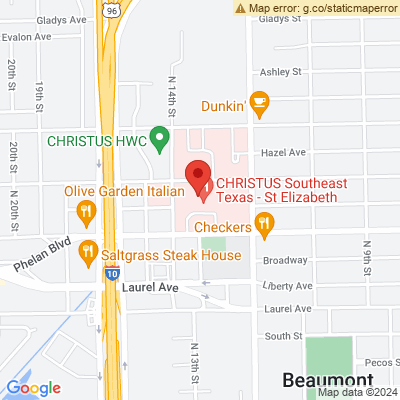 Gladys Ave
Evalon Ave
96
Map error: g.co/staticmaperror
Gladys St
20th St
19th St
N 14th St
Ashley St
Dunkin'
CHRISTUS HWC
Hazel Ave
20th St
N 20th St
Olive Garden Italian
CHRISTUS Southeast
Texas - St Elizabeth
Checkers
Phelan Blvd
Saltgrass Steak House
Broadway
N 9th St
10
Laurel Ave
Liberty Ave
Laurel Ave
South St
N 13th St
Pecos St
Beaumont
Google
Map data ©2024